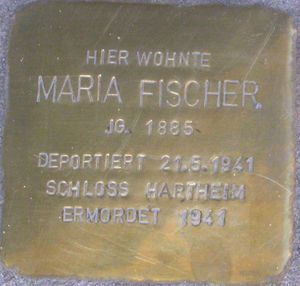 HIER WOHNTE
MARIA FISCHER
JG. 1885
DEPORTIERT 21.5.1941
SCHLOSS HARTHEIM
ERMORDET 1941